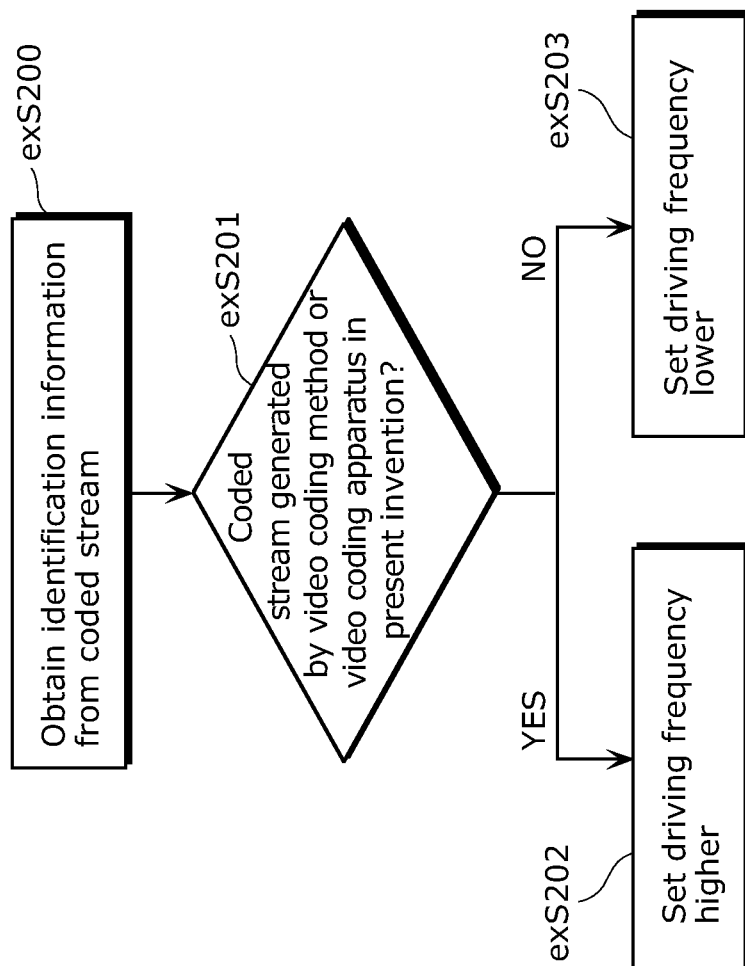 exS200
Obtain identification information
from coded stream
exS201
Coded
stream generated
by video coding method or
video coding apparatus in
present invention?
YES
NO
exS202
Set driving frequency
higher
exS203
Set driving frequency
lower